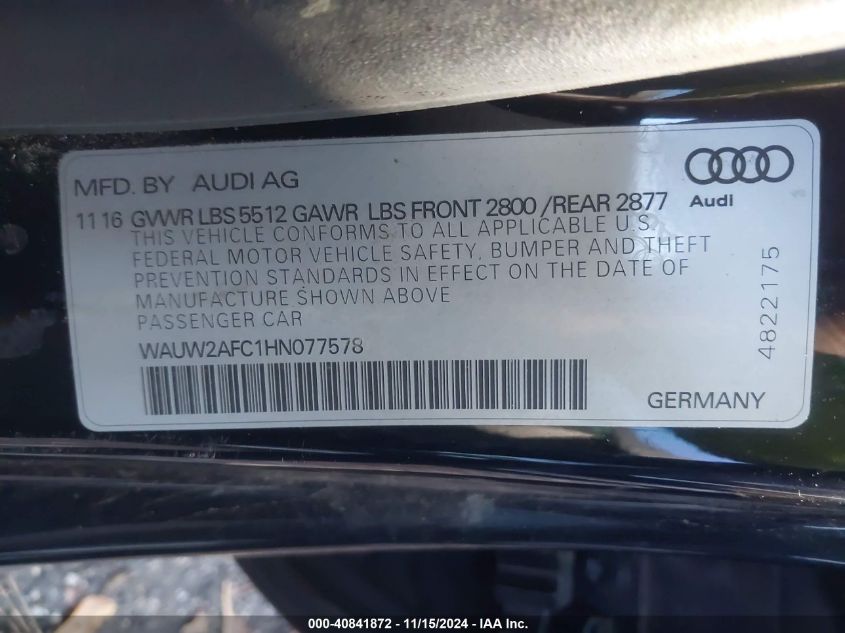 MFD. BY AUDI AG
11 16 GVWR LBS 5512 GAWR LBS FRONT 2800 /REAR 2877
THIS VEHICLE CONFORMS TO ALL APPLICABLE U.S.
FEDERAL MOTOR VEHICLE SAFETY, BUMPER AND THEFT
PREVENTION STANDARDS IN EFFECT ON THE DATE OF
MANUFACTURE SHOWN ABOVE
PASSENGER CAR
WAUW2AFC1HN077578
Audi
4822175
GERMANY
000-40841872 - 11/15/2024 - IAA Inc.